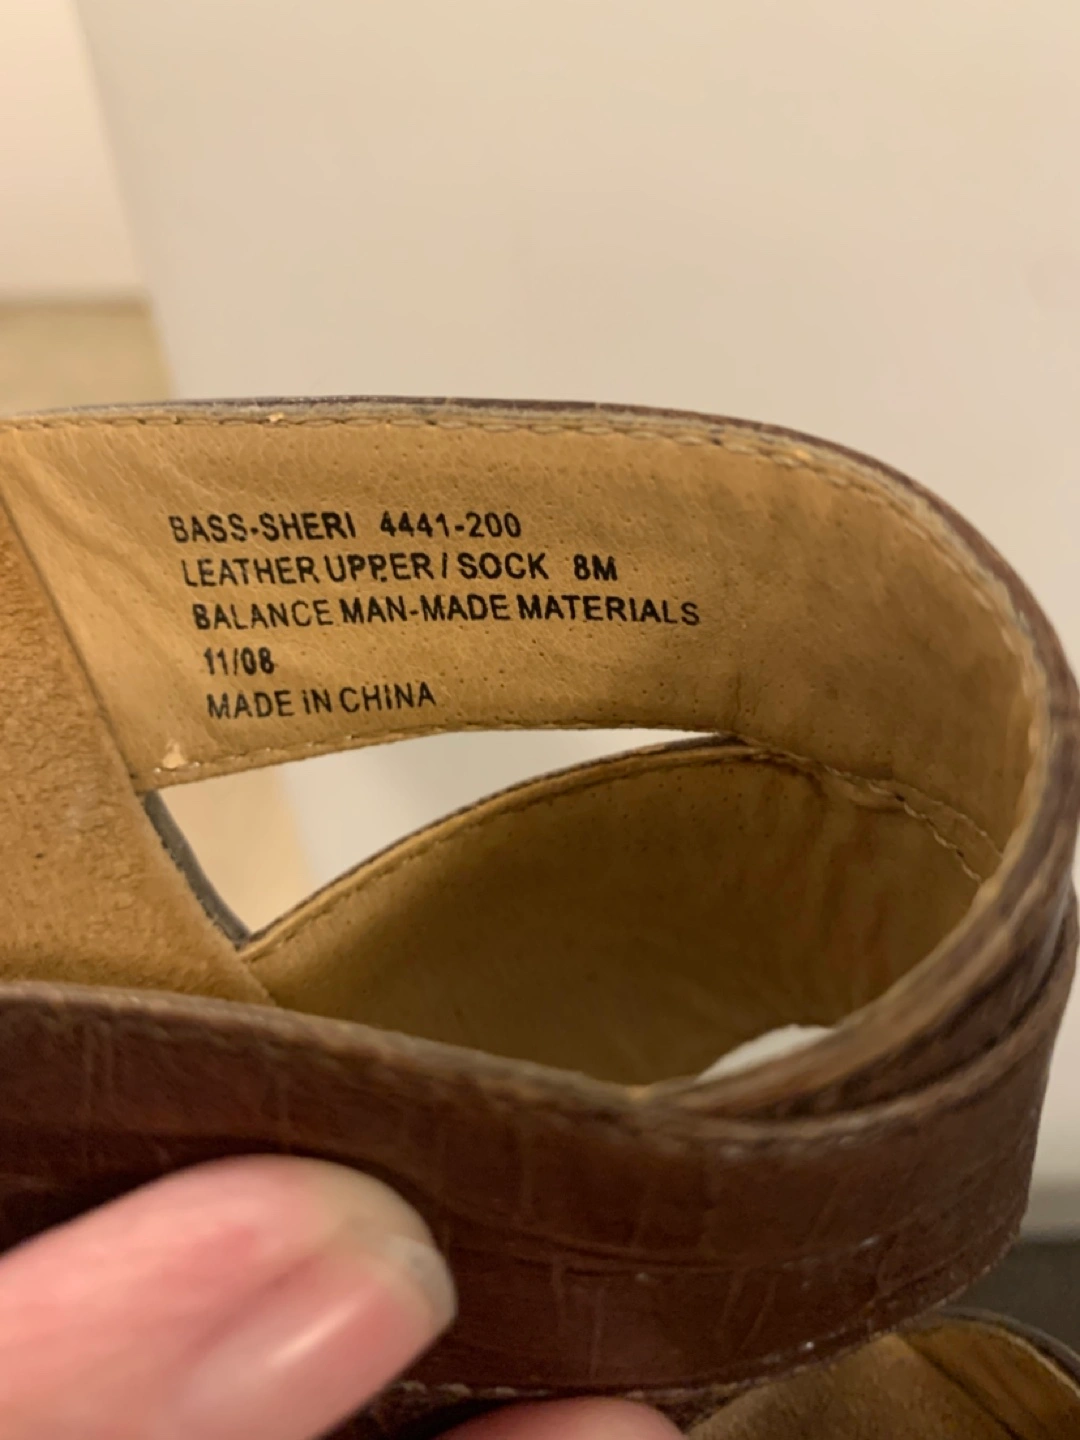 BASS-SHERI 4441-200
LEATHER UPPER / SOCK 8M
BALANCE MAN-MADE MATERIALS
11/08
MADE IN CHINA